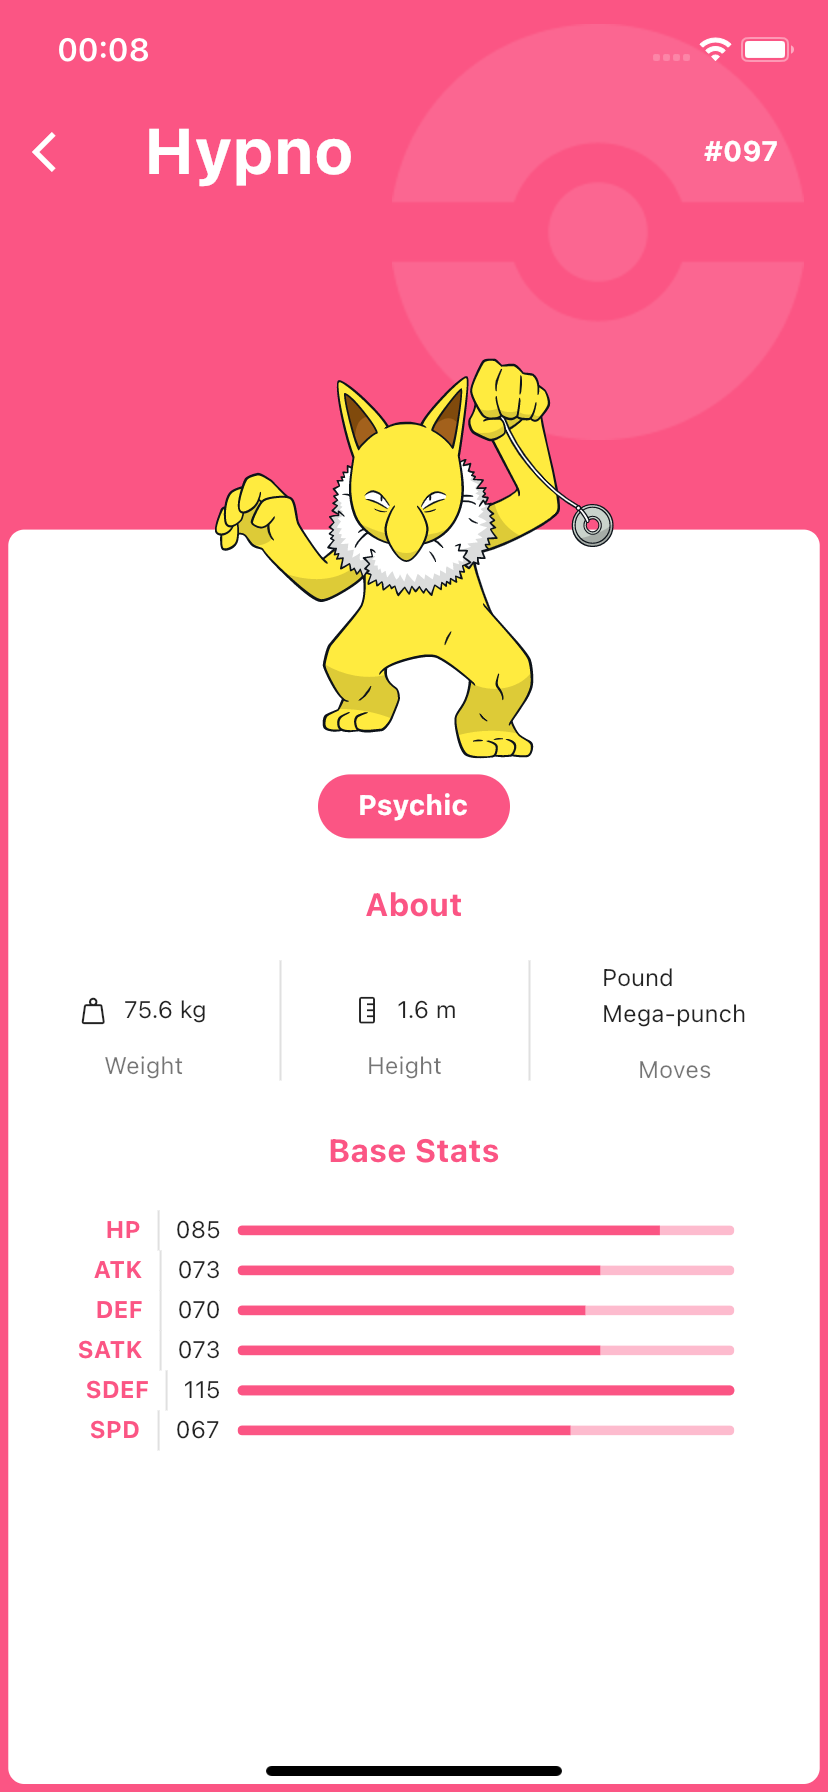 00:08
Hypno
#097
Psychic
About
75.6 kg
Weight
1.6 m
Height
Pound
Mega-punch
Moves
Base Stats
HP 085
ATK 073
DEF 070
SATK 073
SDEF 115
SPD 067